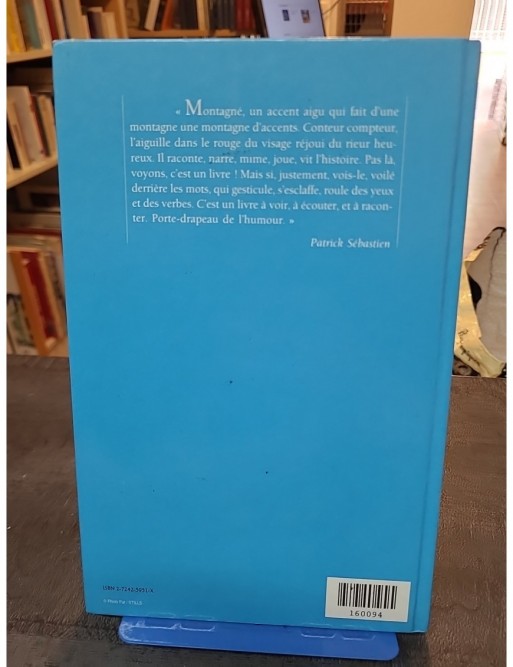 « Montagné, un accent aigu qui fait d'une
montagne une montagne d'accents. Conteur compteur,
l'aiguille dans le rouge du visage réjoui du rieur heu-
reux. Il raconte, narre, mime, joue, vit l'histoire. Pas là,
voyons, c'est un livre ! Mais si, justement, vois-le, voilé
derrière les mots, qui gesticule, s'esclaffe, roule des yeux
et des verbes. C'est un livre à voir, à écouter, et à racon-
ter. Porte-drapeau de l'humour. »
Patrick Sébastien
ISBN
160094